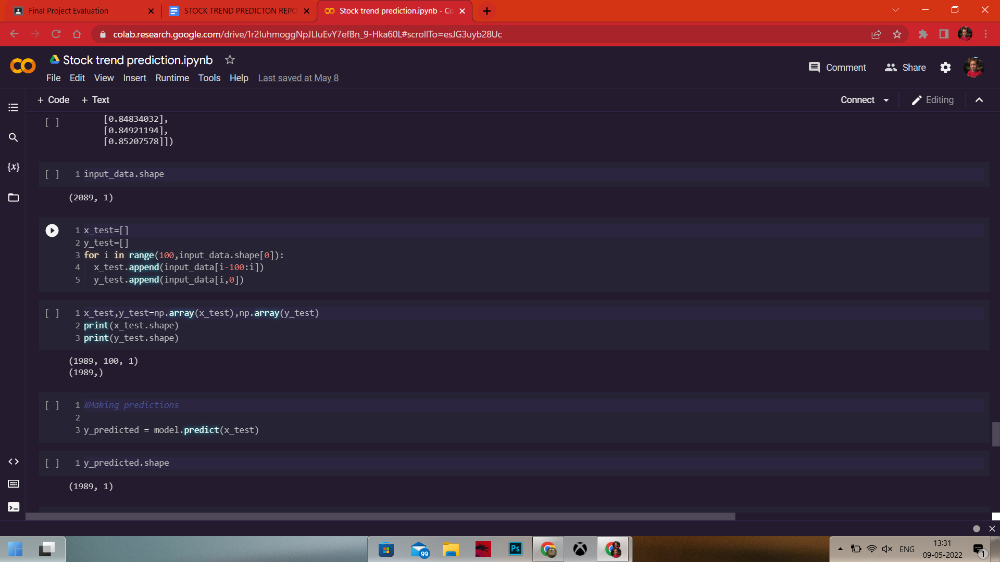 Final Project Evaluation
STOCK TREND PREDICTON REPO
Stock trend prediction.ipynb - Co
colab.research.google.com/drive/1r2IuhmoggNpJLluEvY7efBn_9-Hka60L#scrollTo=esJG3uyb28Uc
Stock trend prediction.ipynb
Comment
Share
File Edit View Insert Runtime Tools Help Last saved at May 8
+ Code + Text
Connect
Editing
[ ]
[0.84834032],
[0.84921194],
[0.85207578]])
{x}
[ ] 1 input_data.shape
(2089, 1)
1 x_test=[]
2 y_test=[]
3 for i in range(100,input_data.shape[0]):
4 x_test.append(input_data[i-100:i])
5 y_test.append(input_data[i,0])
[ ] 1 x_test,y_test=np.array(x_test),np.array(y_test)
2 print(x_test.shape)
3 print(y_test.shape)
(1989, 100, 1)
(1989,)
[ ] 1 #Making predictions
2
3 y_predicted = model.predict(x_test)
[ ] 1 y_predicted.shape
(1989, 1)
99
Ps
ENG
13:31
09-05-2022
1